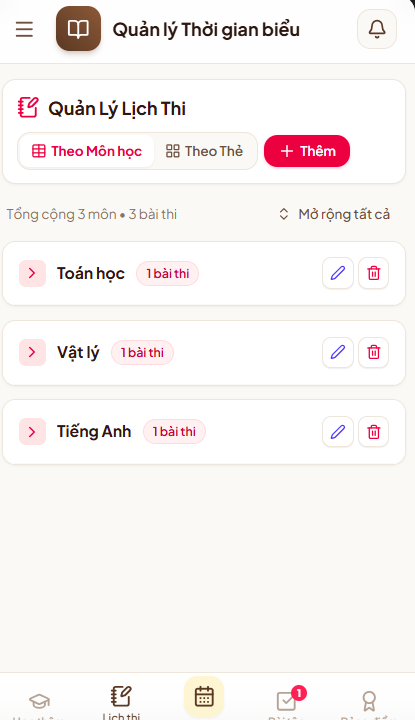 Quản lý Thời gian biểu
Quản Lý Lịch Thi
Theo Môn học
Theo Thẻ
Thêm
Tổng cộng 3 môn • 3 bài thi
Mở rộng tất cả
Toán học
1 bài thi
Vật lý
1 bài thi
Tiếng Anh
1 bài thi
1
Lịch thi